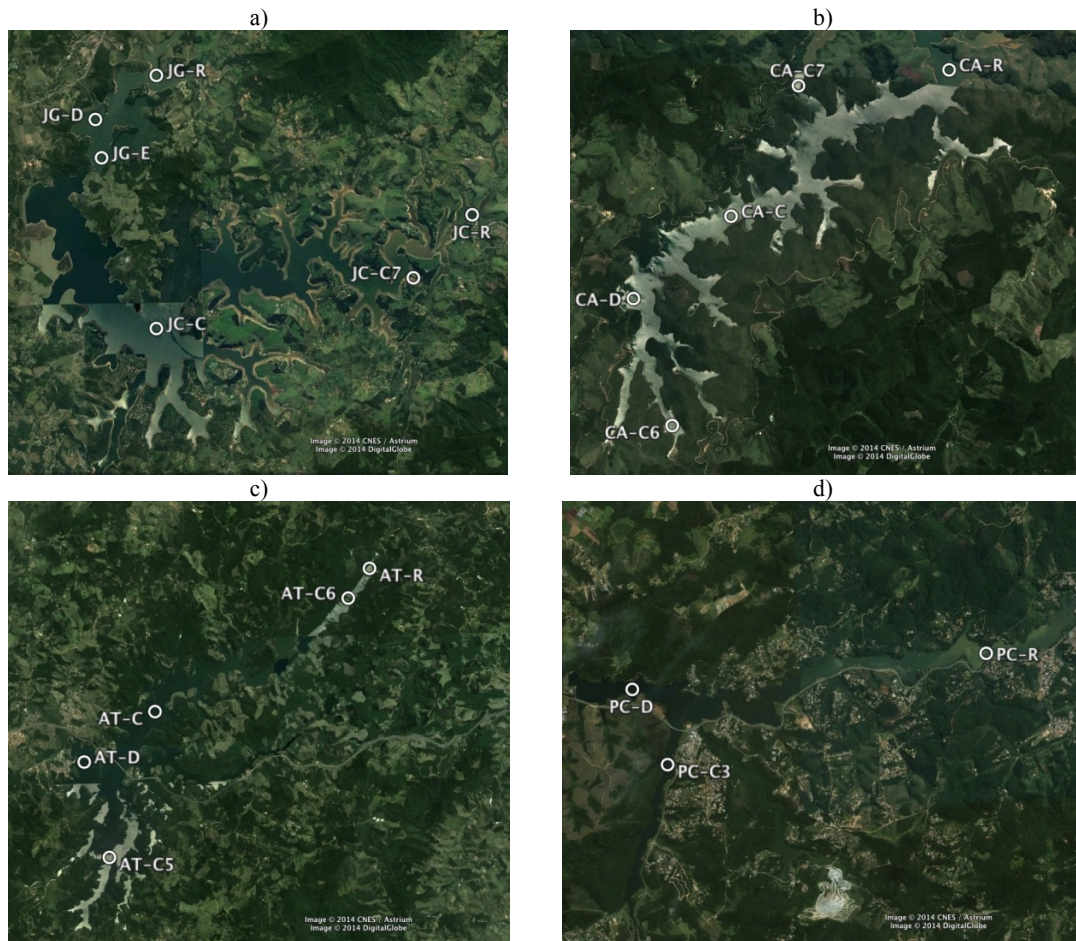 a)
JG-R
JG-D
JG-E
JC-R
JC-C7
JC-C
Image © 2014 CNES / Astrium
Image © 2014 DigitalGlobe
b)
CA-C7
CA-R
CA-C
CA-D
CA-C6
Image © 2014 CNES / Astrium
Image © 2014 DigitalGlobe
c)
AT-R
AT-C6
AT-C
AT-D
AT-C5
Image © 2014 CNES / Astrium
Image © 2014 DigitalGlobe
d)
PC-R
PC-D
PC-C3
Image © 2014 CNES / Astrium
Image © 2014 DigitalGlobe